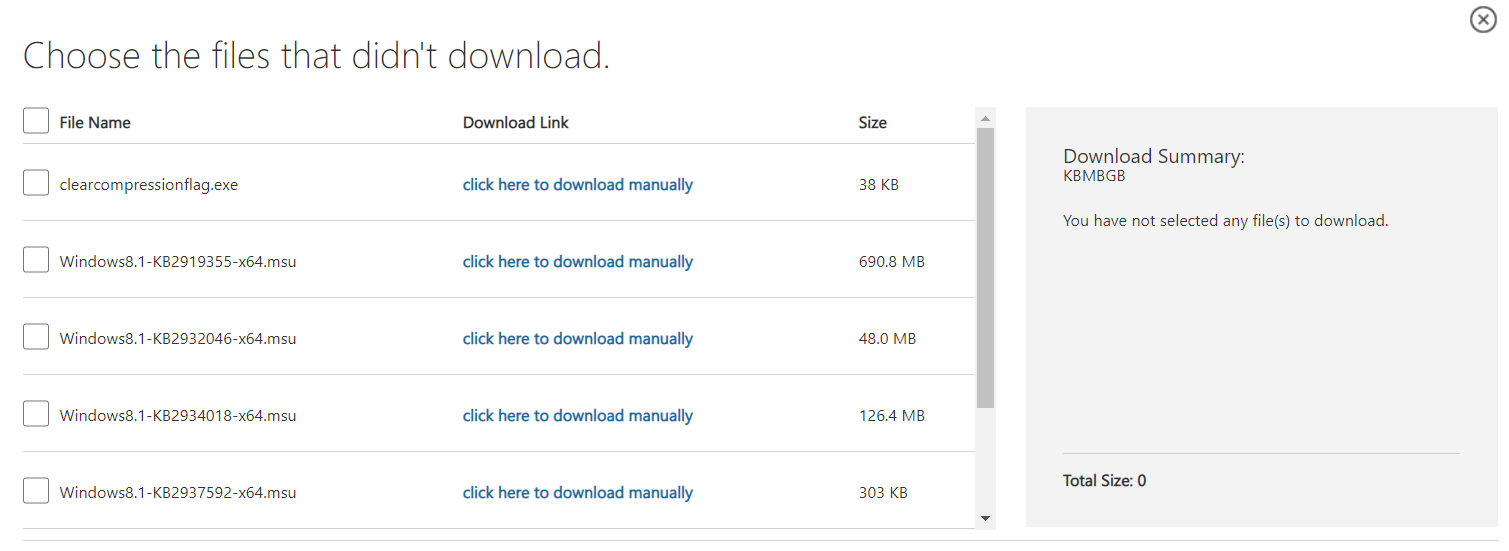 Choose the files that didn't download.
File Name Download Link Size
clearcompressionflag.exe click here to download manually 38 KB
Windows8.1-KB2919355-x64.msu click here to download manually 690.8 MB
Windows8.1-KB2932046-x64.msu click here to download manually 48.0 MB
Windows8.1-KB2934018-x64.msu click here to download manually 126.4 MB
Windows8.1-KB2937592-x64.msu click here to download manually 303 KB
Download Summary:
KBMBGB
You have not selected any file(s) to download.
Total Size: 0